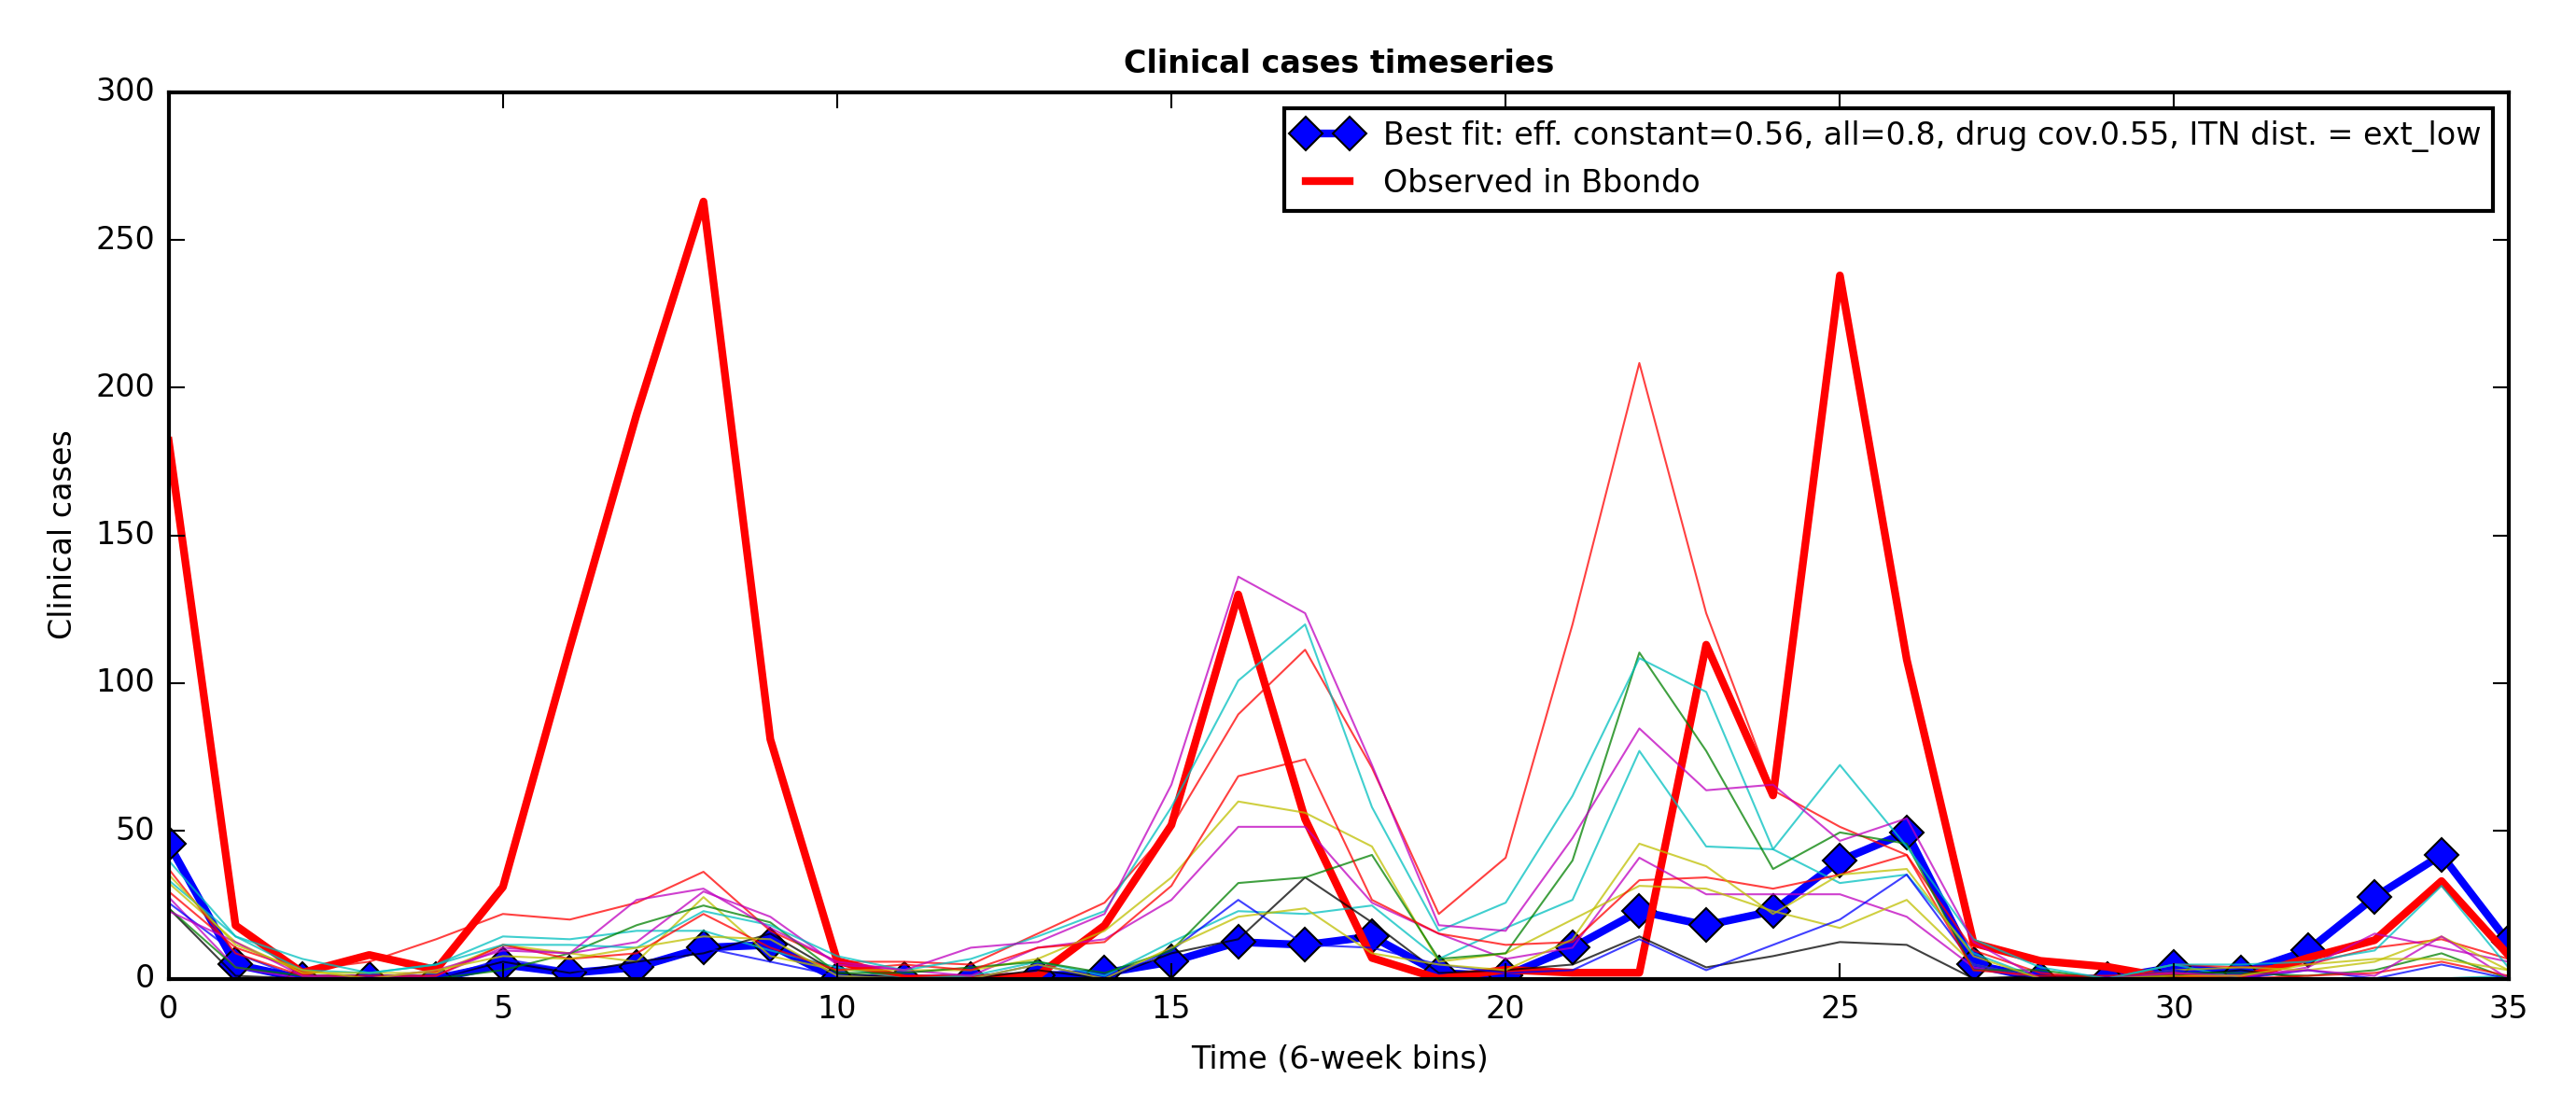 Clinical cases timeseries
Best fit: eff. constant=0.56, all=0.8, drug cov.0.55, ITN dist. = ext_low
Observed in Bbondo
Clinical cases
300
250
200
150
100
50
0
0 5 10 15 20 25 30 35
Time (6-week bins)